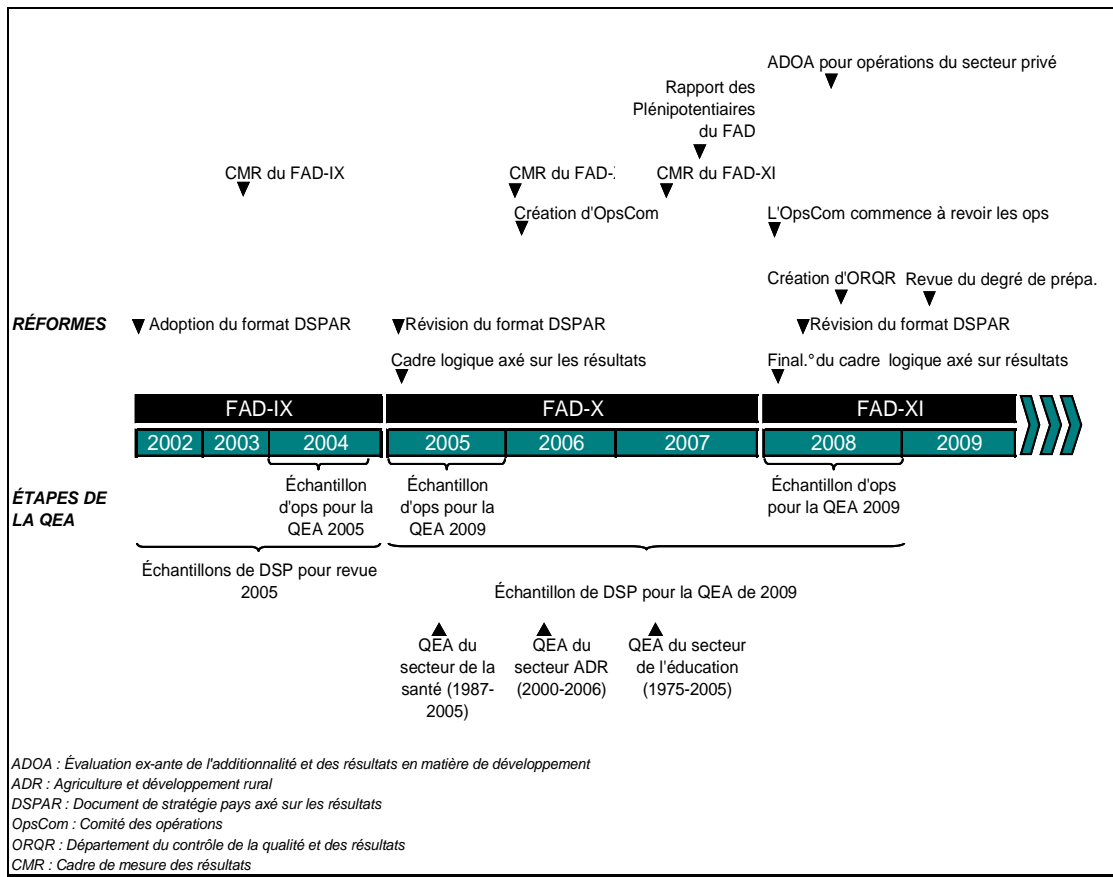 ADOA pour opérations du secteur privé
Rapport des
Plénipotentiaires
du FAD
CMR du FAD-IX
CMR du FAD-
CMR du FAD-XI
Création d'OpsCom
L'OpsCom commence à revoir les ops
Création d'ORQR
Revue du degré de prépa.
RÉFORMES
Adoption du format DSPAR
Révision du format DSPAR
Révision du format DSPAR
Cadre logique axé sur les résultats
Final.° du cadre logique axé sur résultats
FAD-IX
FAD-X
FAD-XI
2002
2003
2004
2005
2006
2007
2008
2009
ÉTAPES DE
LA QEA
Échantillon
d'ops pour la
QEA 2005
Échantillon
d'ops pour la
QEA 2009
Échantillon d'ops
pour la QEA 2009
Échantillons de DSP pour revue
2005
Échantillon de DSP pour la QEA de 2009
QEA du
secteur de la
santé (1987-
2005)
QEA du
secteur ADR
(2000-2006)
QEA du secteur
de l'éducation
(1975-2005)
ADOA : Évaluation ex-ante de l'additionnalité et des résultats en matière de développement
ADR : Agriculture et développement rural
DSPAR : Document de stratégie pays axé sur les résultats
OpsCom : Comité des opérations
ORQR : Département du contrôle de la qualité et des résultats
CMR : Cadre de mesure des résultats